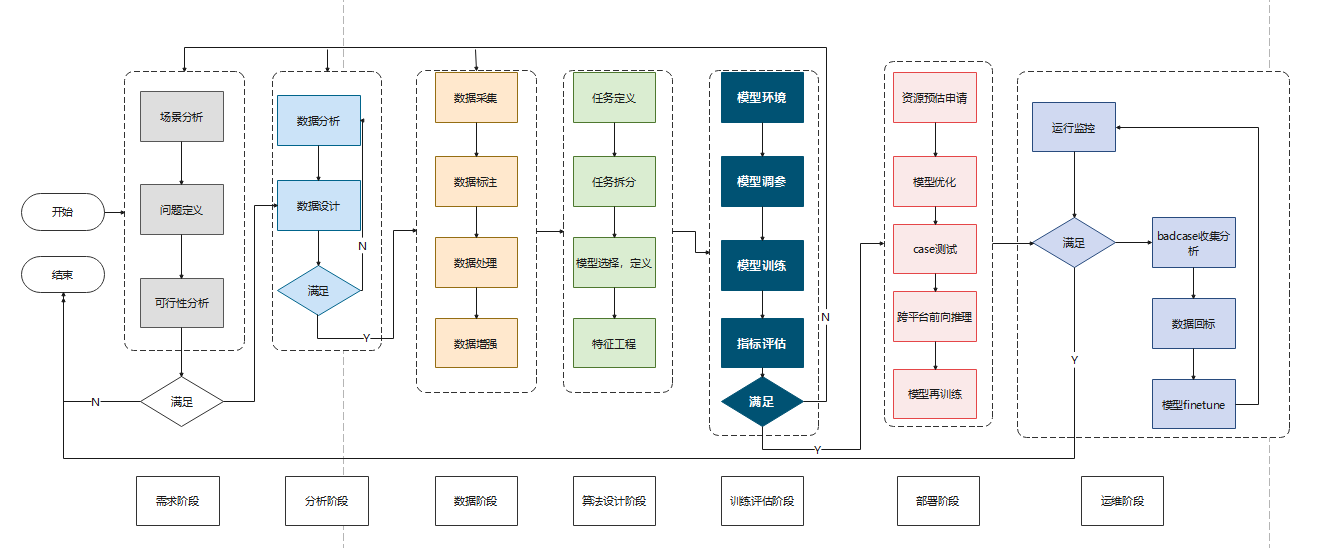 开始
结束
场景分析
问题定义
可行性分析
满足
N
数据分析
数据设计
满足
N
Y
数据采集
数据标注
数据处理
数据增强
任务定义
任务拆分
模型选择，定义
特征工程
模型环境
模型调参
模型训练
指标评估
满足
N
Y
资源预估申请
模型优化
case测试
跨平台前向推理
模型再训练
运行监控
满足
Y
badcase收集分
析
数据回标
模型finetune
需求阶段
分析阶段
数据阶段
算法设计阶段
训练评估阶段
部署阶段
运维阶段